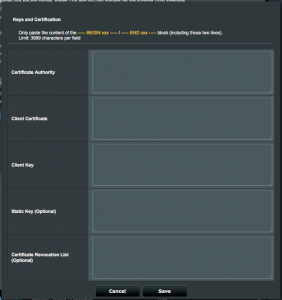 Keys and Certification
Only paste the content of the ----- BEGIN xxx ----- / ----- END xxx ----- block (including these two lines).
Limit: 3999 characters per field
Certificate Authority
Client Certificate
Client Key
Static Key (Optional)
Certificate Revocation List
(Optional)
Cancel
Save